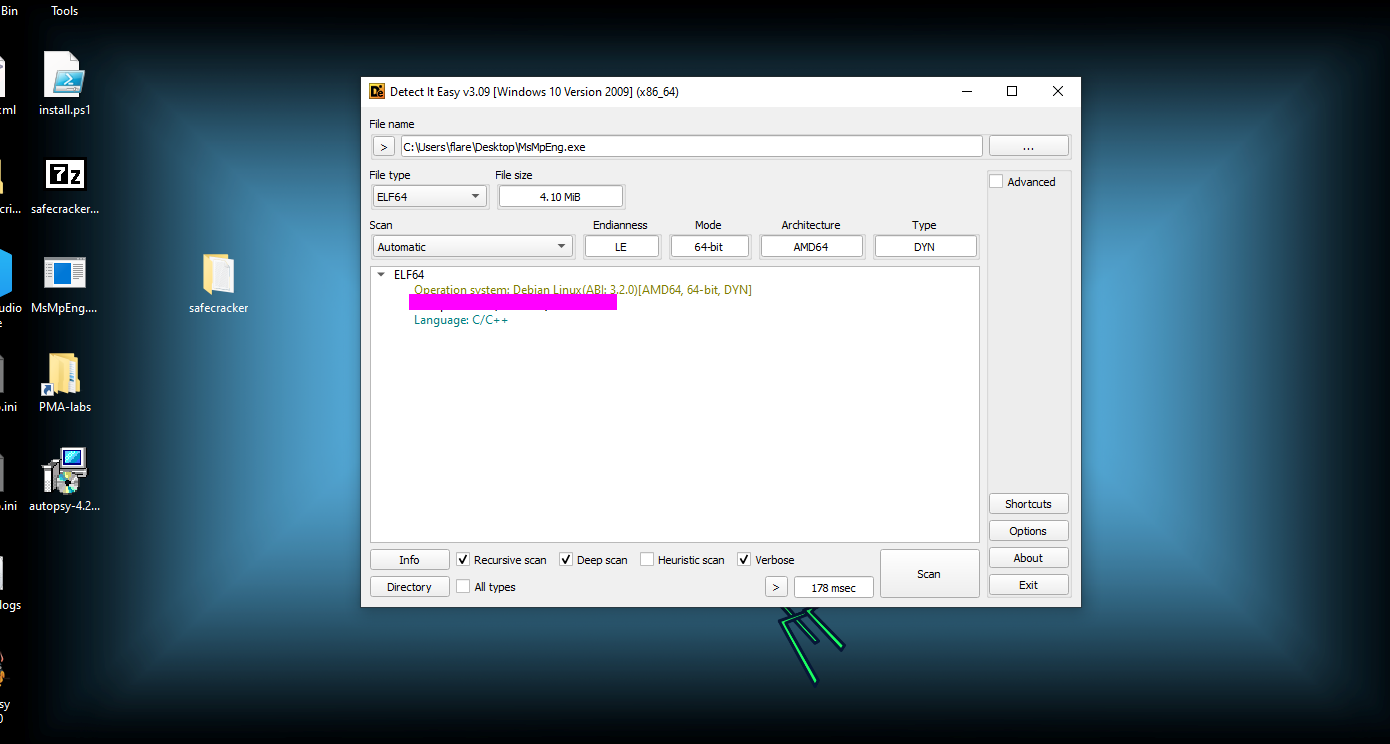 Bin
Tools
ml
install.ps1
cri...
safecracker...
udio
e
MsMpEng....
safecracker
.ini
PMA-labs
.ini
autopsy-4.2...
logs
sy
0
Detect It Easy v3.09 [Windows 10 Version 2009] (x86_64)
File name
>
C:\Users\flare\Desktop\MsMpEng.exe
...
File type
File size
ELF64
4.10 MiB
Advanced
Scan
Endianness
Mode
Architecture
Type
Automatic
LE
64-bit
AMD64
DYN
ELF64
Operation system: Debian Linux(ABI: 3.2.0)[AMD64, 64-bit, DYN]
Language: C/C++
Shortcuts
Options
About
Exit
Info
Recursive scan
Deep scan
Heuristic scan
Verbose
Scan
Directory
All types
>
178 msec